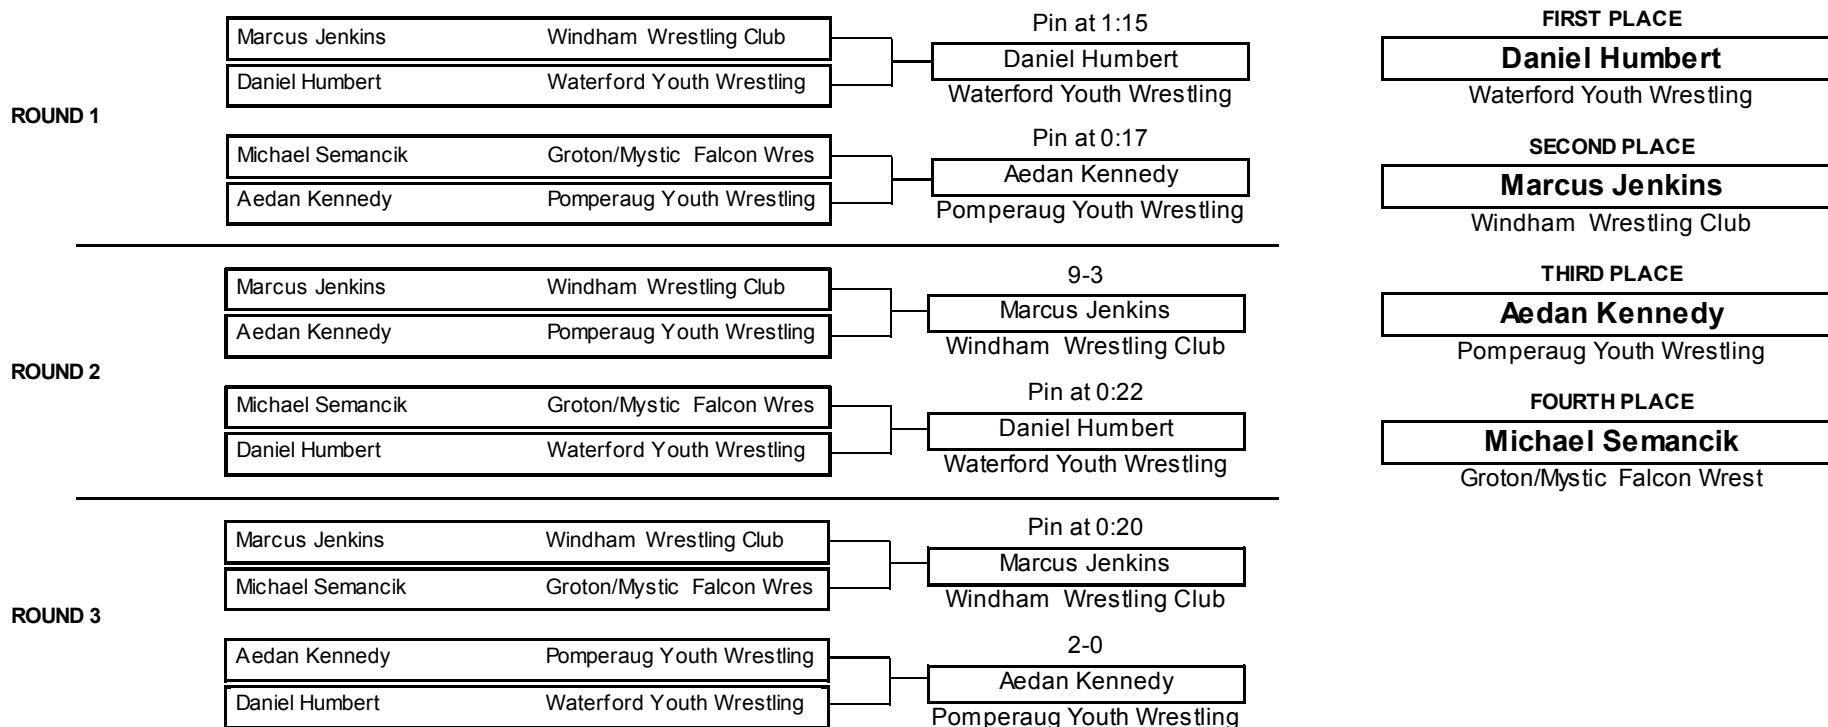 Pin at 1:15
Marcus Jenkins Windham Wrestling Club
Daniel Humbert
Daniel Humbert Waterford Youth Wrestling
Waterford Youth Wrestling
ROUND 1
Pin at 0:17
Michael Semancik Groton/Mystic Falcon Wres
Aedan Kennedy
Aedan Kennedy Pomperaug Youth Wrestling
Pomperaug Youth Wrestling
9-3
Marcus Jenkins Windham Wrestling Club
Marcus Jenkins
Aedan Kennedy Pomperaug Youth Wrestling
Windham Wrestling Club
ROUND 2
Pin at 0:22
Michael Semancik Groton/Mystic Falcon Wres
Daniel Humbert
Daniel Humbert Waterford Youth Wrestling
Waterford Youth Wrestling
Pin at 0:20
Marcus Jenkins Windham Wrestling Club
Marcus Jenkins
Michael Semancik Groton/Mystic Falcon Wres
Windham Wrestling Club
ROUND 3
2-0
Aedan Kennedy Pomperaug Youth Wrestling
Aedan Kennedy
Daniel Humbert Waterford Youth Wrestling
Pomperaug Youth Wrestling
FIRST PLACE
Daniel Humbert
Waterford Youth Wrestling
SECOND PLACE
Marcus Jenkins
Windham Wrestling Club
THIRD PLACE
Aedan Kennedy
Pomperaug Youth Wrestling
FOURTH PLACE
Michael Semancik
Groton/Mystic Falcon Wrest